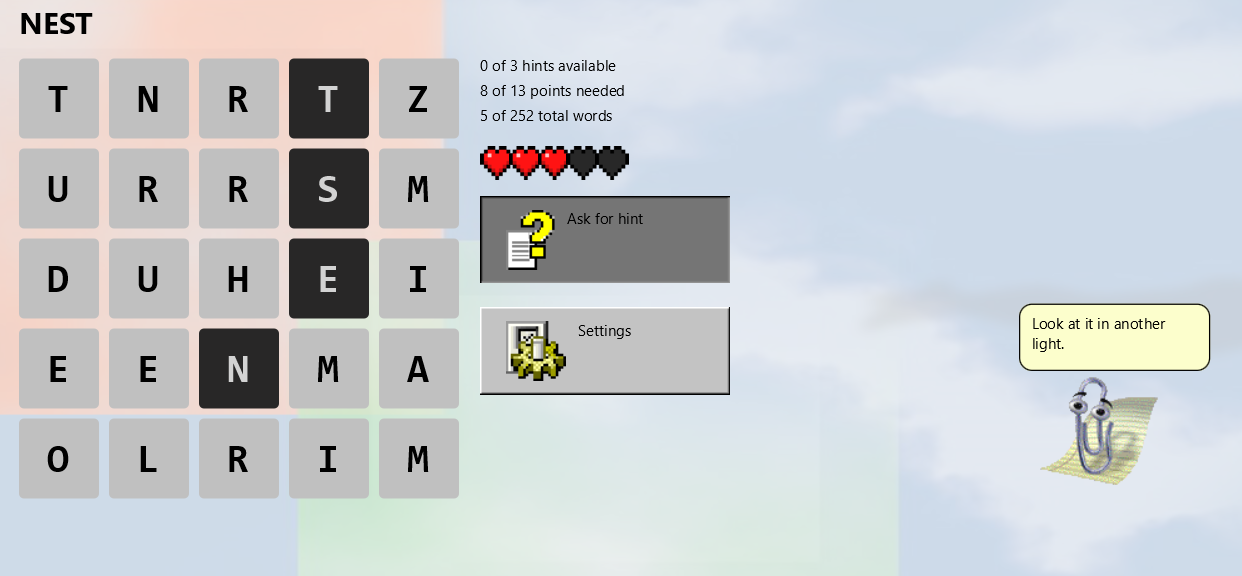 NEST
T N R T Z
U R R S M
D U H E I
E E N M A
O L R I M
0 of 3 hints available
8 of 13 points needed
5 of 252 total words
Ask for hint
Settings
Look at it in another
light.